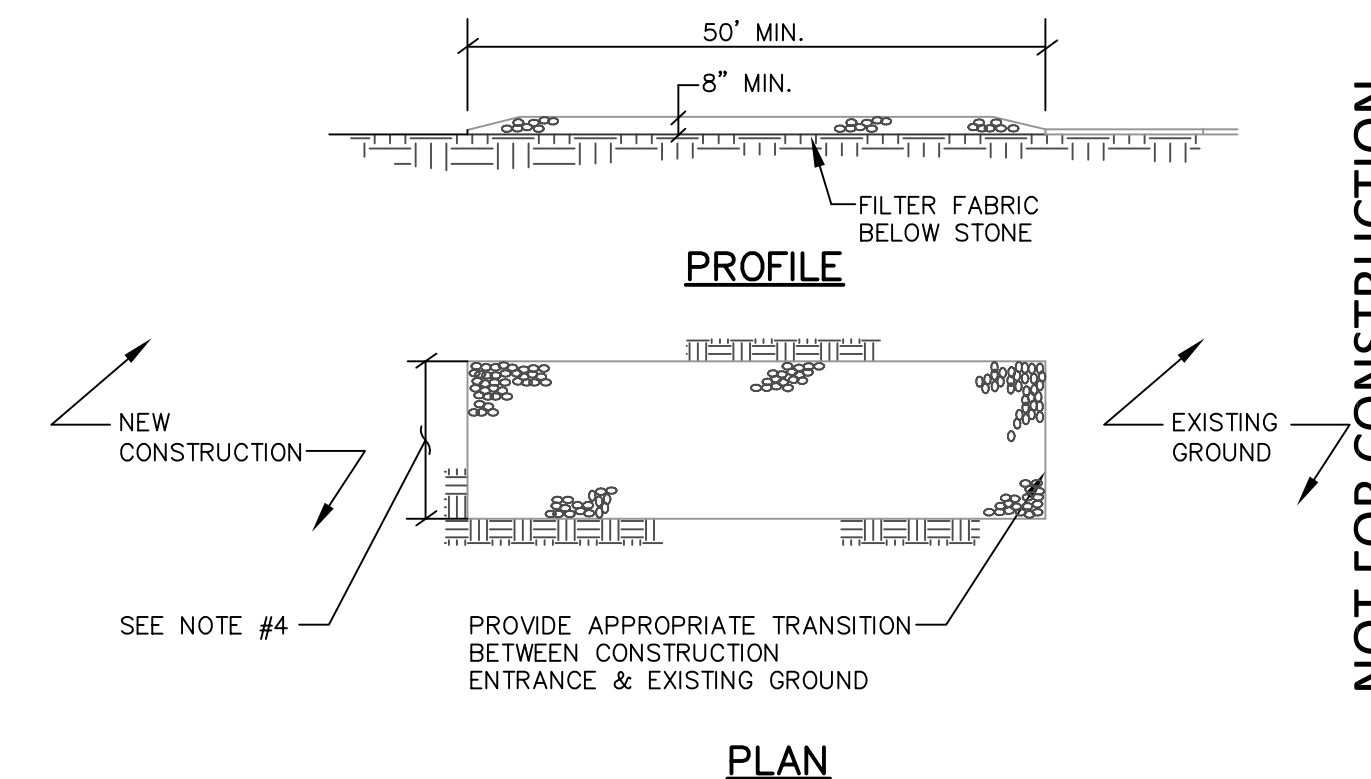 50' MIN.
8" MIN.
FILTER FABRIC
BELOW STONE
PROFILE
NEW
CONSTRUCTION
EXISTING
GROUND
SEE NOTE #4
PROVIDE APPROPRIATE TRANSITION
BETWEEN CONSTRUCTION
ENTRANCE & EXISTING GROUND
PLAN
NOT FOR CONSTRUCTION